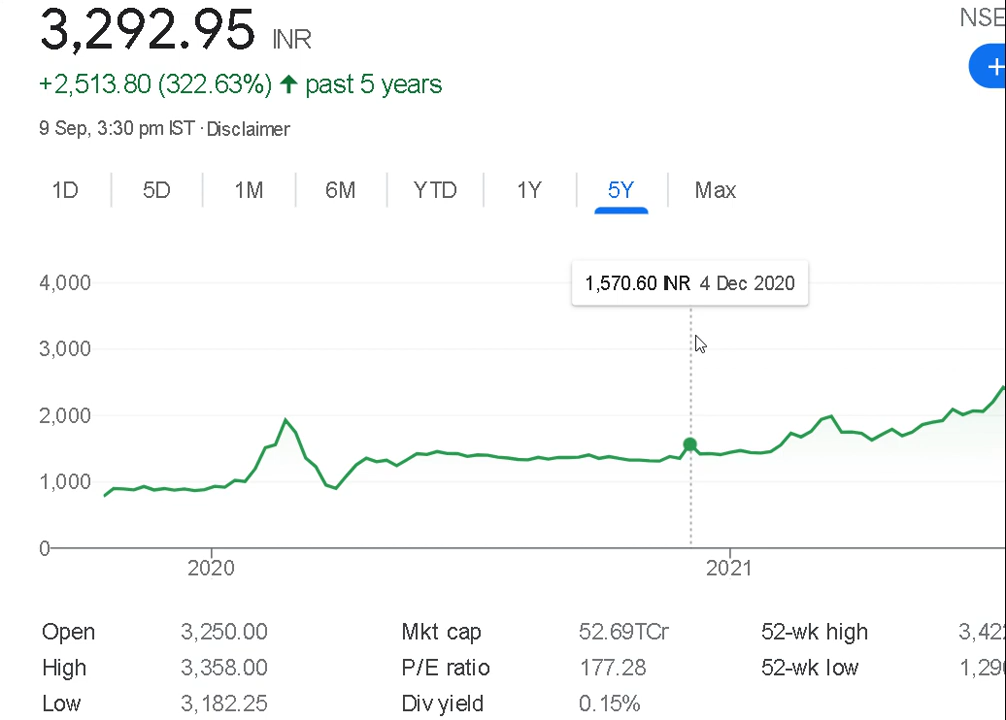 3,292.95 INR NSE
+2,513.80 (322.63%) ↑ past 5 years +
9 Sep, 3:30 pm IST · Disclaimer
1D 5D 1M 6M YTD 1Y 5Y Max
4,000 1,570.60 INR 4 Dec 2020
3,000
2,000
1,000
0
2020 2021
Open 3,250.00 Mkt cap 52.69TCr 52-wk high
High 3,358.00 P/E ratio 177.28 52-wk low
Low 3,182.25 Div yield 0.15%